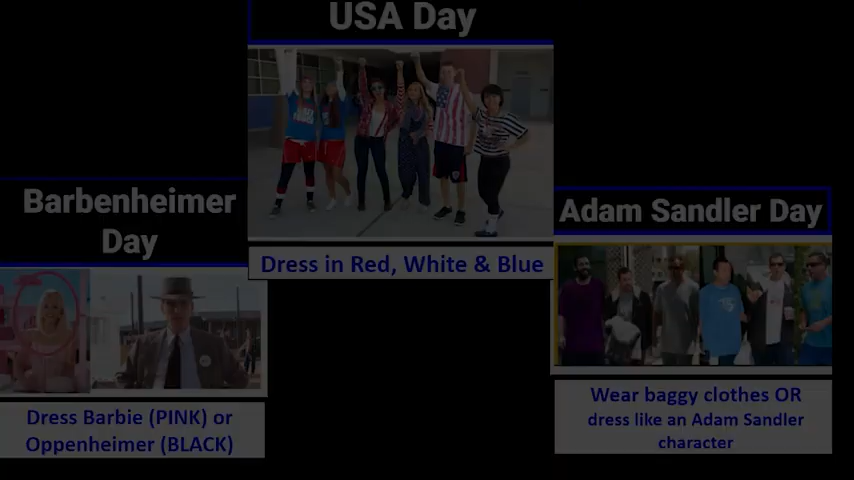 USA Day
Dress in Red, White & Blue
Barbenheimer
Day
Dress Barbie (PINK) or
Oppenheimer (BLACK)
Adam Sandler Day
Wear baggy clothes OR
dress like an Adam Sandler
character